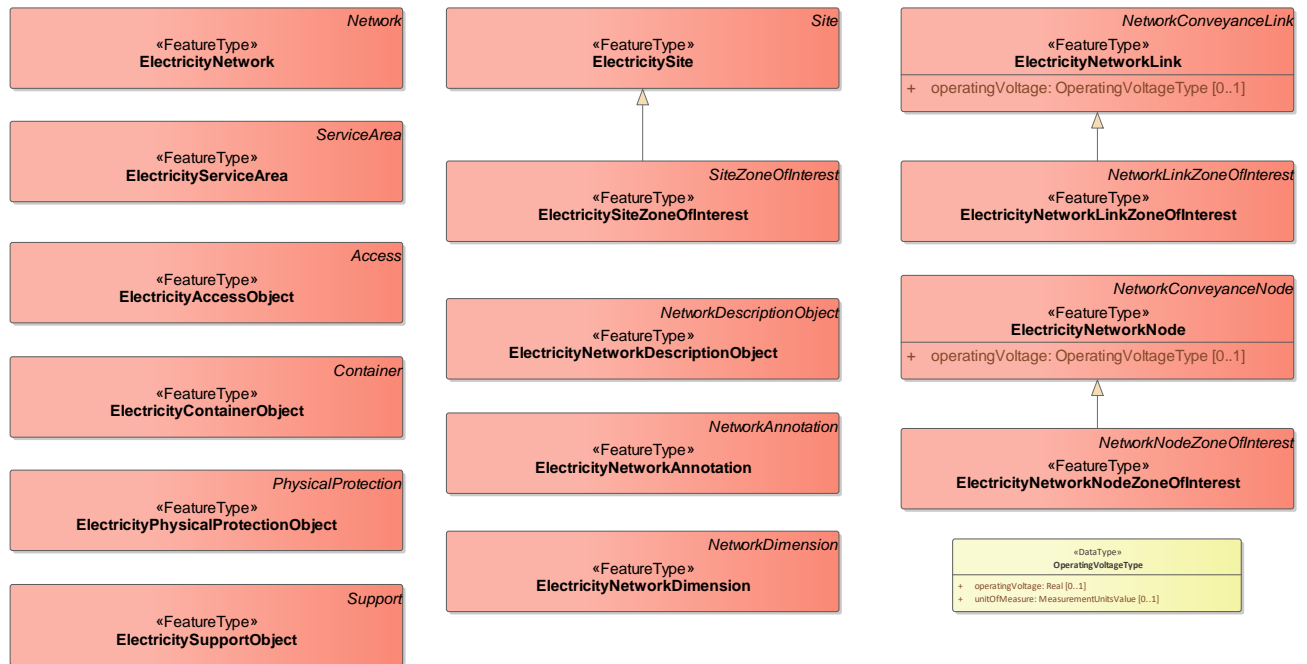 Network
«FeatureType»
ElectricityNetwork
ServiceArea
«FeatureType»
ElectricityServiceArea
Access
«FeatureType»
ElectricityAccessObject
Container
«FeatureType»
ElectricityContainerObject
PhysicalProtection
«FeatureType»
ElectricityPhysicalProtectionObject
Support
«FeatureType»
ElectricitySupportObject
Site
«FeatureType»
ElectricitySite
SiteZoneOfInterest
«FeatureType»
ElectricitySiteZoneOfInterest
NetworkDescriptionObject
«FeatureType»
ElectricityNetworkDescriptionObject
NetworkAnnotation
«FeatureType»
ElectricityNetworkAnnotation
NetworkDimension
«FeatureType»
ElectricityNetworkDimension
NetworkConveyanceLink
«FeatureType»
ElectricityNetworkLink
+ operatingVoltage: OperatingVoltageType [0..1]
NetworkLinkZoneOfInterest
«FeatureType»
ElectricityNetworkLinkZoneOfInterest
NetworkConveyanceNode
«FeatureType»
ElectricityNetworkNode
+ operatingVoltage: OperatingVoltageType [0..1]
NetworkNodeZoneOfInterest
«FeatureType»
ElectricityNetworkNodeZoneOfInterest
«DataType»
OperatingVoltageType
+ operatingVoltage: Real [0..1]
+ unitOfMeasure: MeasurementUnitsValue [0..1]